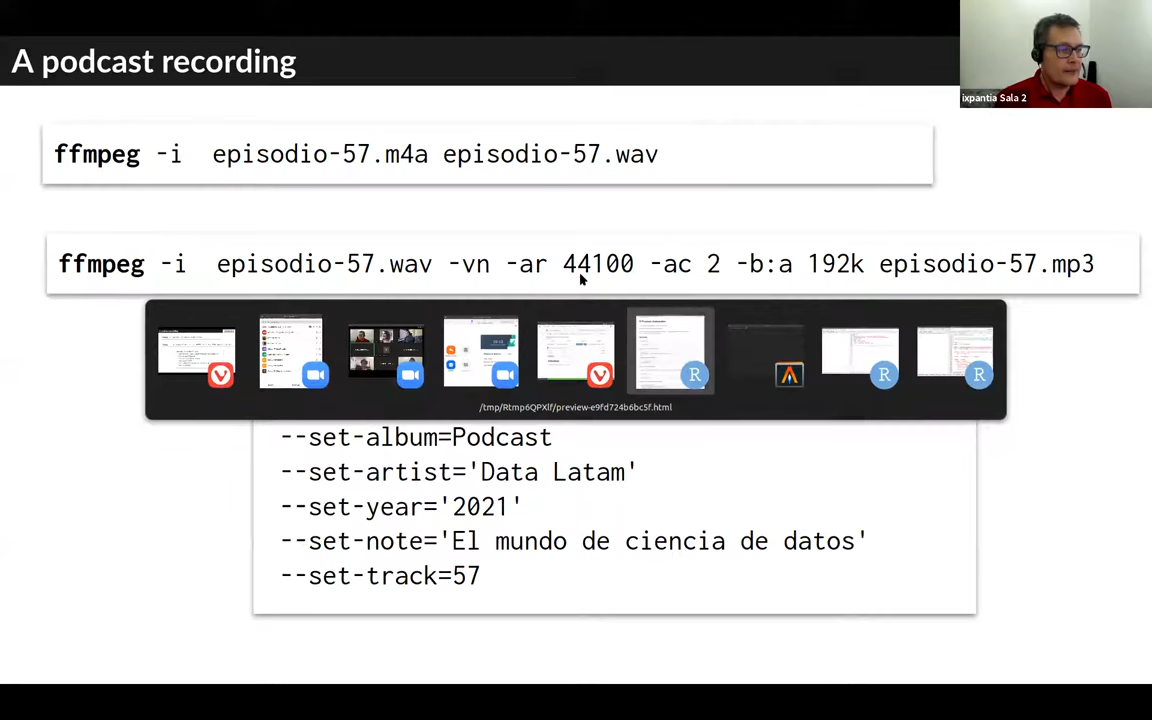 A podcast recording
ixpantia Sala 2
ffmpeg -i episodio-57.m4a episodio-57.wav
ffmpeg -i episodio-57.wav -vn -ar 44100 -ac 2 -b:a 192k episodio-57.mp3
R
R
R
/tmp/Rtmp6QPXlf/preview-e9fd724b6bc5f.html
--set-album=Podcast
--set-artist='Data Latam'
--set-year='2021'
--set-note='El mundo de ciencia de datos'
--set-track=57